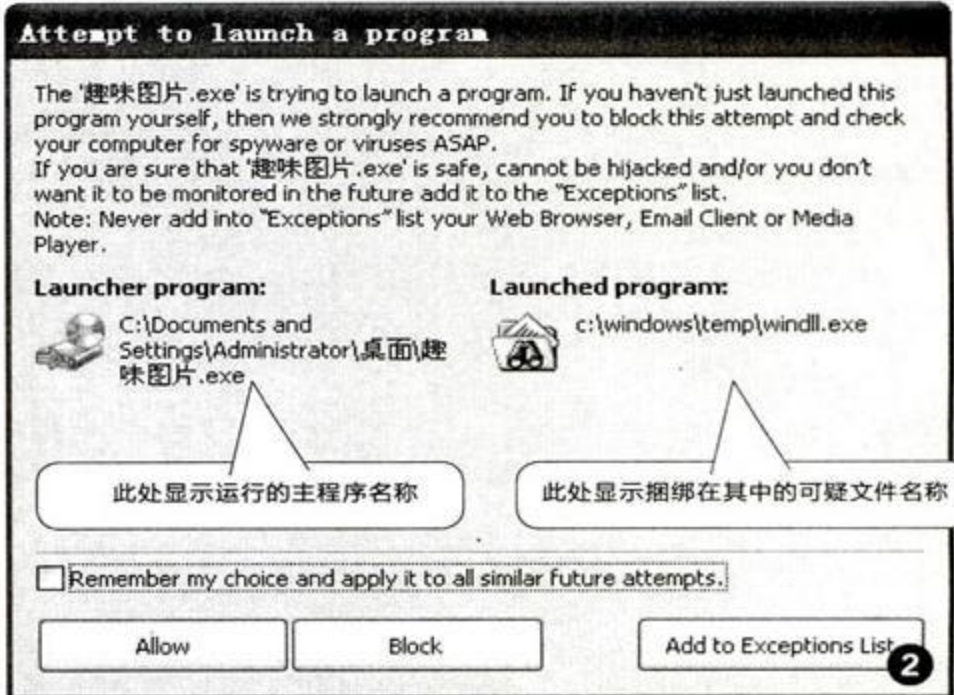 Attempt to launch a program
The '趣味图片.exe' is trying to launch a program. If you haven't just launched this
program yourself, then we strongly recommend you to block this attempt and check
your computer for spyware or viruses ASAP.
If you are sure that '趣味图片.exe' is safe, cannot be hijacked and/or you don't
want it to be monitored in the future add it to the "Exceptions" list.
Note: Never add into "Exceptions" list your Web Browser, Email Client or Media
Player.
Launcher program:
C:\Documents and
Settings\Administrator\桌面\趣
味图片.exe
Launched program:
c:\windows\temp\windll.exe
此处显示运行的主程序名称
此处显示捆绑在其中的可疑文件名称
Remember my choice and apply it to all similar future attempts.
Allow
Block
Add to Exceptions List
2